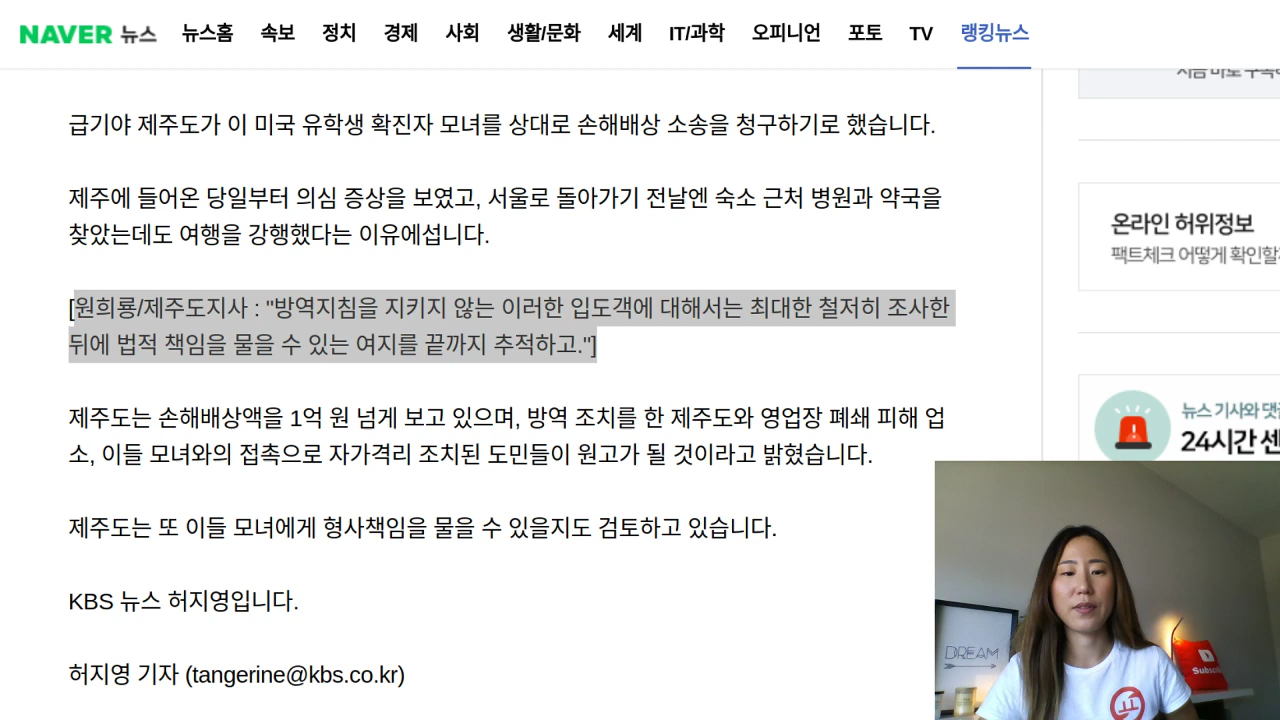 NAVER 뉴스 뉴스홈 속보 정치 경제 사회 생활/문화 세계 IT/과학 오피니언 포토 TV 랭킹뉴스
급기야 제주도가 이 미국 유학생 확진자 모녀를 상대로 손해배상 소송을 청구하기로 했습니다.
제주에 들어온 당일부터 의심 증상을 보였고, 서울로 돌아가기 전날엔 숙소 근처 병원과 약국을
찾았는데도 여행을 강행했다는 이유에섭니다.
[원희룡/제주도지사 : "방역지침을 지키지 않는 이러한 입도객에 대해서는 최대한 철저히 조사한
뒤에 법적 책임을 물을 수 있는 여지를 끝까지 추적하고."]
제주도는 손해배상액을 1억 원 넘게 보고 있으며, 방역 조치를 한 제주도와 영업장 폐쇄 피해 업
소, 이들 모녀와의 접촉으로 자가격리 조치된 도민들이 원고가 될 것이라고 밝혔습니다.
제주도는 또 이들 모녀에게 형사책임을 물을 수 있을지도 검토하고 있습니다.
KBS 뉴스 허지영입니다.
허지영 기자 (tangerine@kbs.co.kr)
온라인 허위정보
팩트체크 어떻게
뉴스 기사와
24시간
DREAM